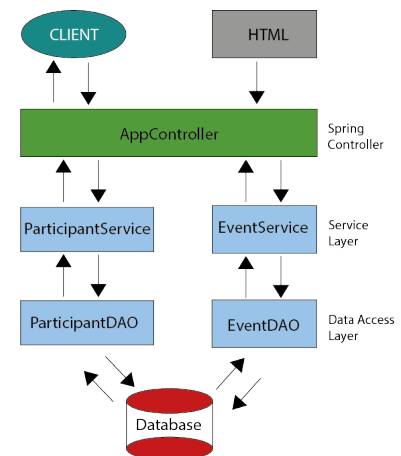 CLIENT
HTML
AppController
Spring
Controller
ParticipantService
EventService
Service
Layer
ParticipantDAO
EventDAO
Data Access
Layer
Database